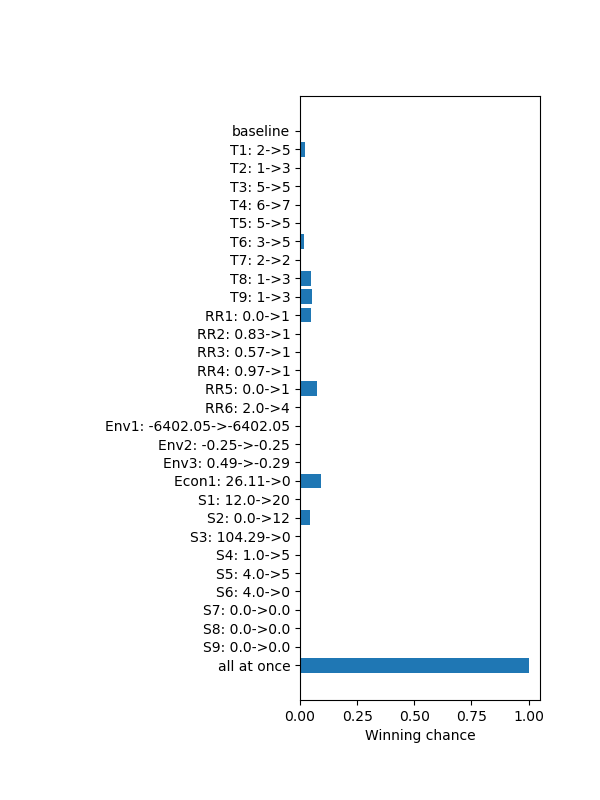 baseline
T1: 2->5
T2: 1->3
T3: 5->5
T4: 6->7
T5: 5->5
T6: 3->5
T7: 2->2
T8: 1->3
T9: 1->3
RR1: 0.0->1
RR2: 0.83->1
RR3: 0.57->1
RR4: 0.97->1
RR5: 0.0->1
RR6: 2.0->4
Env1: -6402.05->-6402.05
Env2: -0.25->-0.25
Env3: 0.49->-0.29
Econ1: 26.11->0
S1: 12.0->20
S2: 0.0->12
S3: 104.29->0
S4: 1.0->5
S5: 4.0->5
S6: 4.0->0
S7: 0.0->0.0
S8: 0.0->0.0
S9: 0.0->0.0
all at once
0.00 0.25 0.50 0.75 1.00
Winning chance